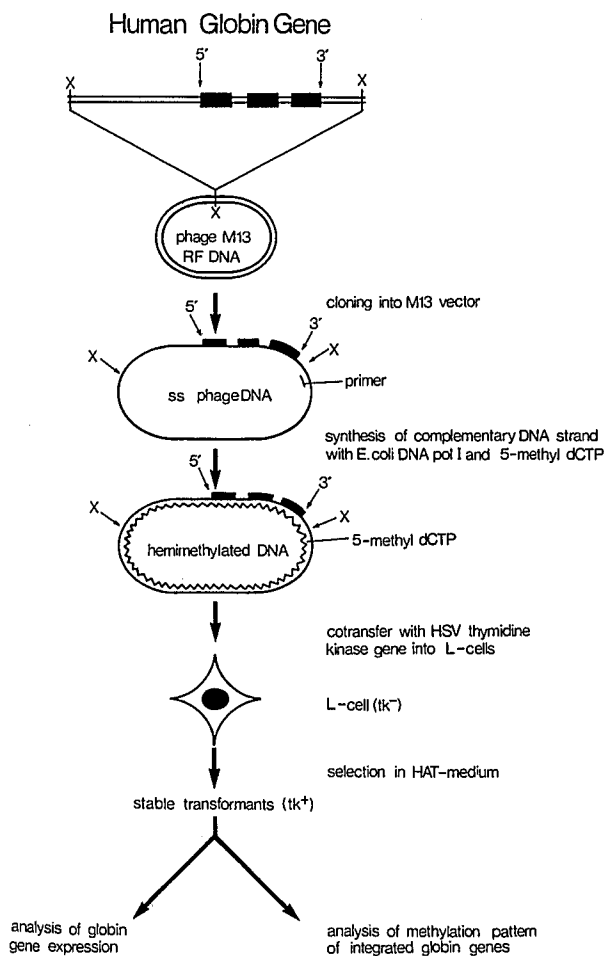 Human Globin Gene
5'
3'
X
X
X
phage M13
RF DNA
cloning into M13 vector
5'
3'
X
X
primer
ss phage DNA
synthesis of complementary DNA strand
with E.coli DNA pol I and 5-methyl dCTP
5'
3'
X
X
5-methyl dCTP
hemimethylated DNA
cotransfer with HSV thymidine
kinase gene into L-cells
L-cell (tk⁻)
selection in HAT-medium
stable transformants (tk⁺)
analysis of globin
gene expression
analysis of methylation pattern
of integrated globin genes